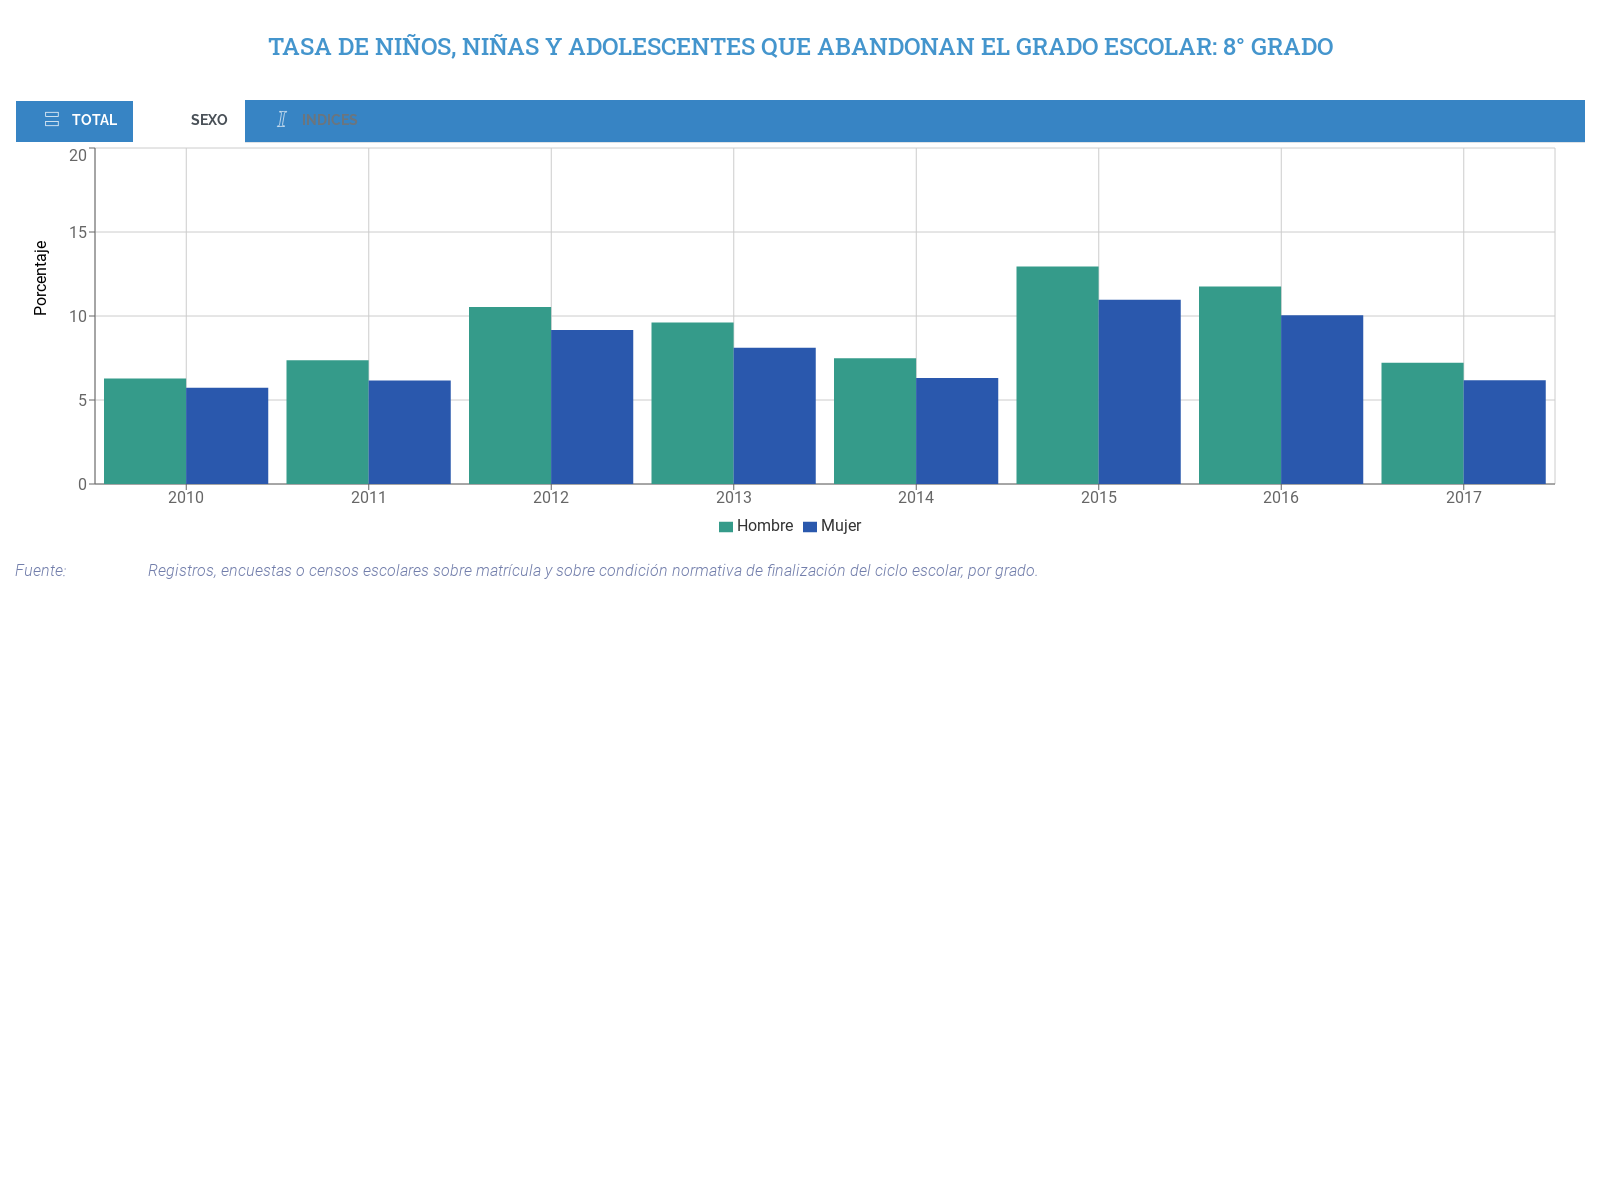 TASA DE NIÑOS, NIÑAS Y ADOLESCENTES QUE ABANDONAN EL GRADO ESCOLAR: 8° GRADO
TOTAL SEXO INDICES
20
15
10
5
0
Porcentaje
2010 2011 2012 2013 2014 2015 2016 2017
Hombre Mujer
Fuente: Registros, encuestas o censos escolares sobre matrícula y sobre condición normativa de finalización del ciclo escolar, por grado.